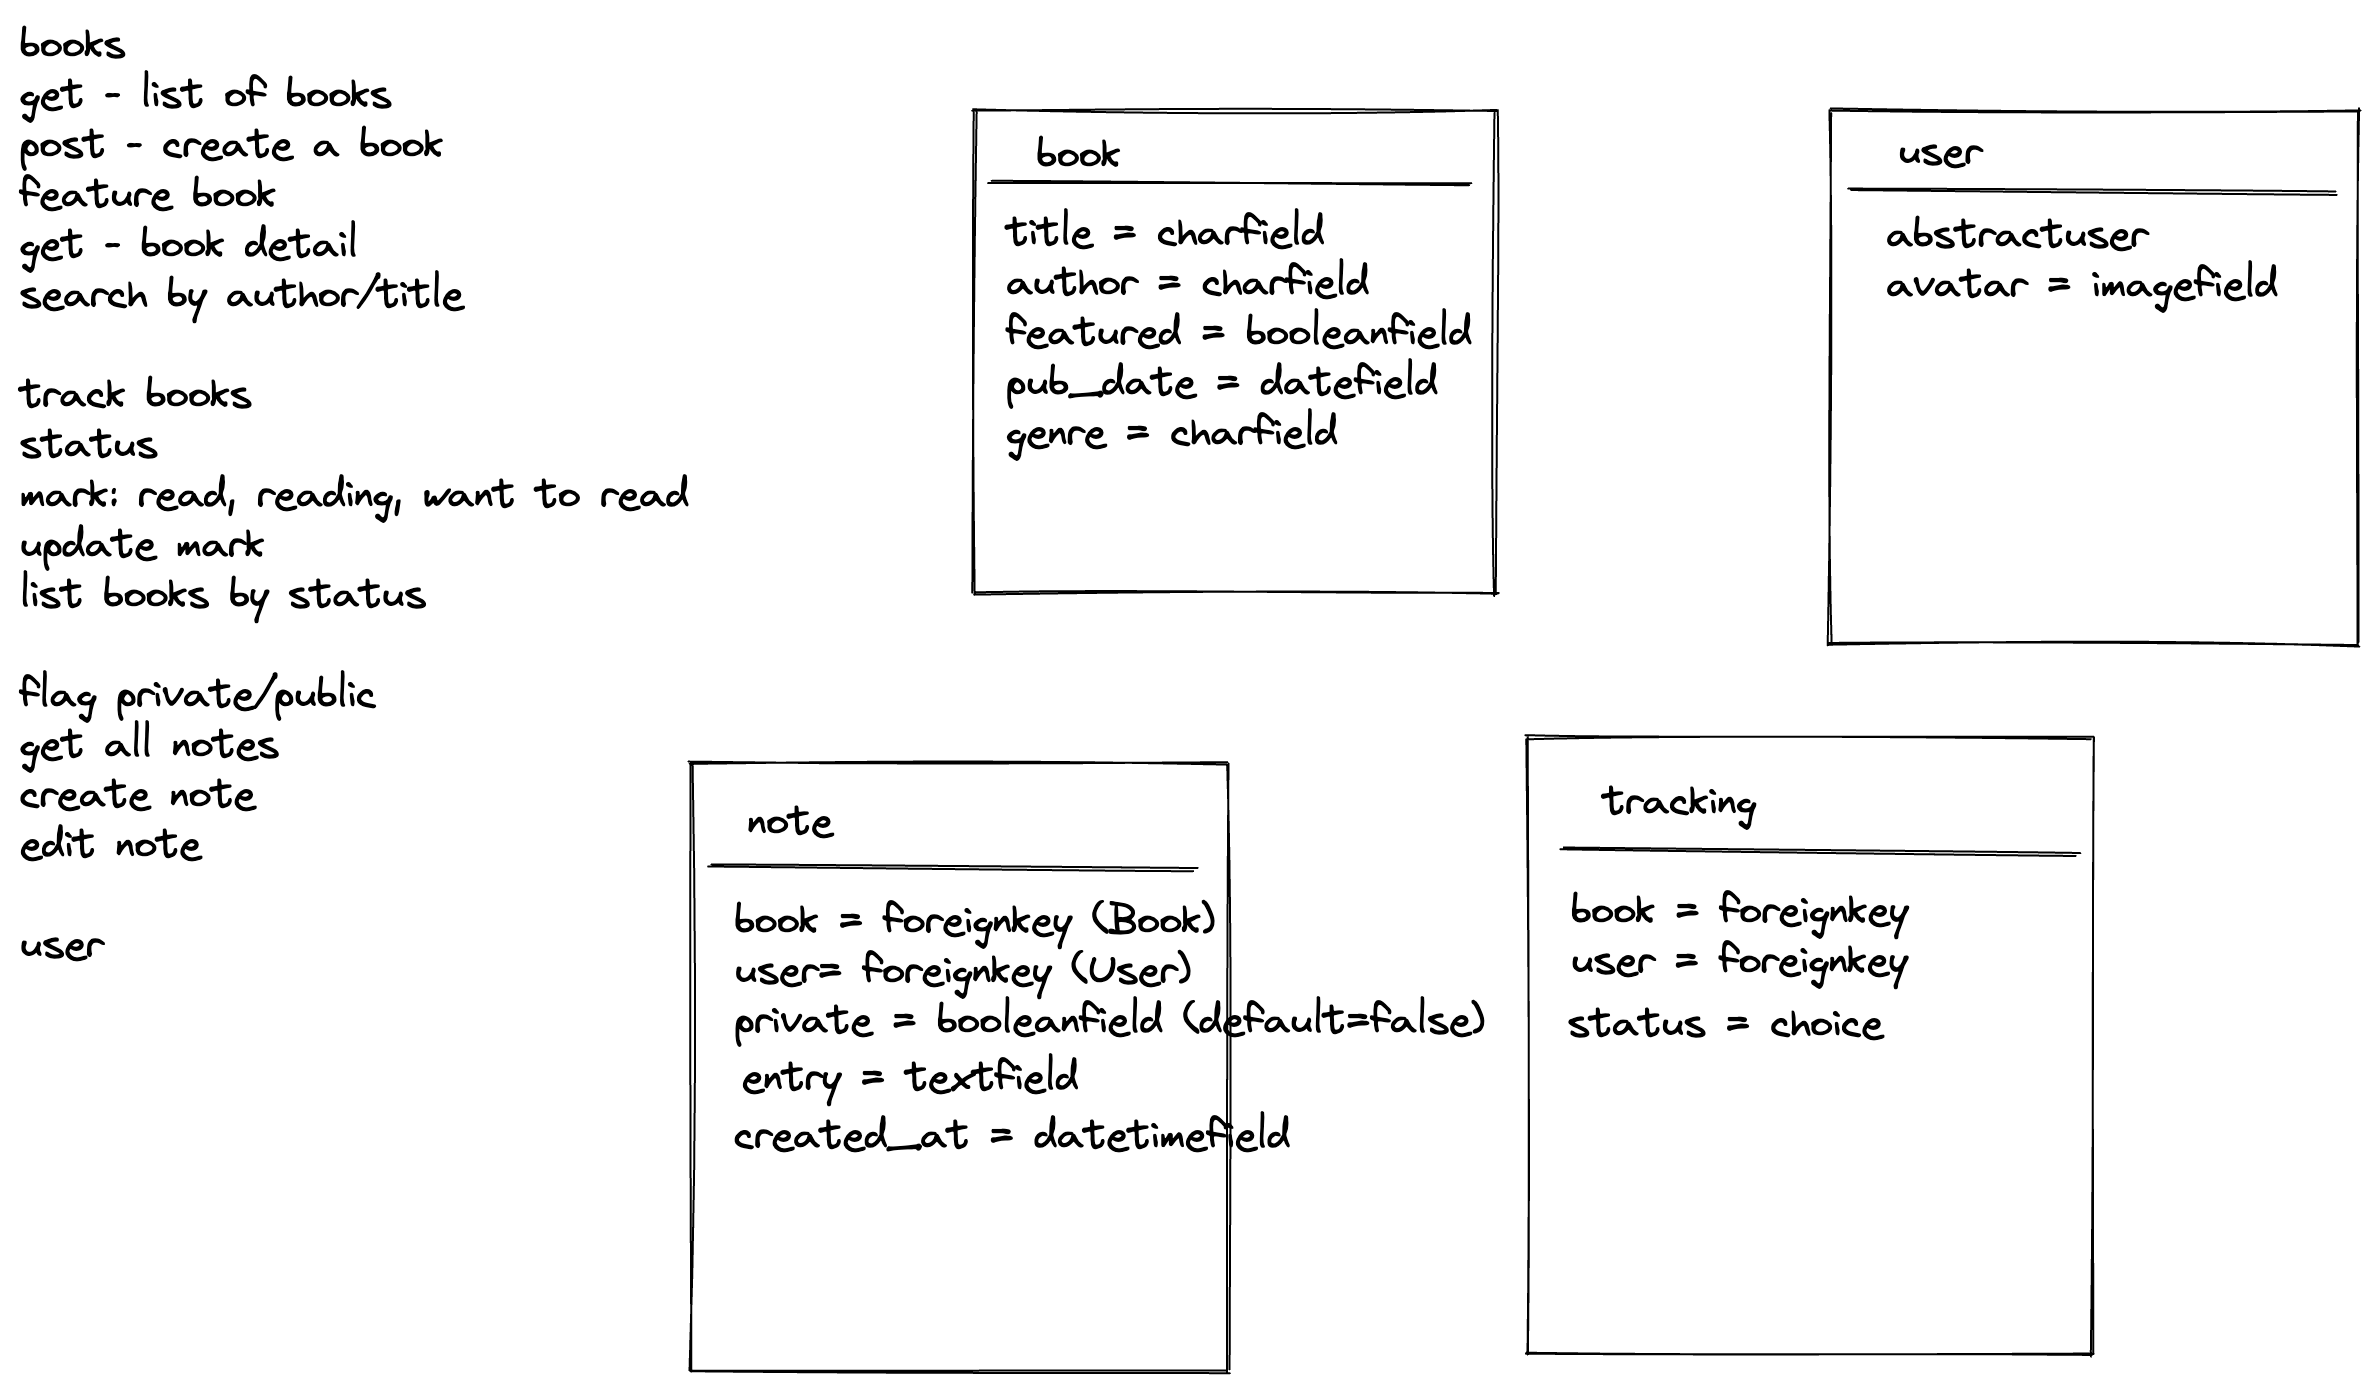 books
get - list of books
post - create a book
feature book
get - book detail
search by author/title
track books
status
mark: read, reading, want to read
update mark
list books by status
flag private/public
get all notes
create note
edit note
user
book
title = charfield
author = charfield
featured = booleanfield
pub_date = datefield
genre = charfield
user
abstractuser
avatar = imagefield
note
book = foreignkey (Book)
user= foreignkey (User)
private = booleanfield (default=false)
entry = textfield
created_at = datetimefield
tracking
book = foreignkey
user = foreignkey
status = choice